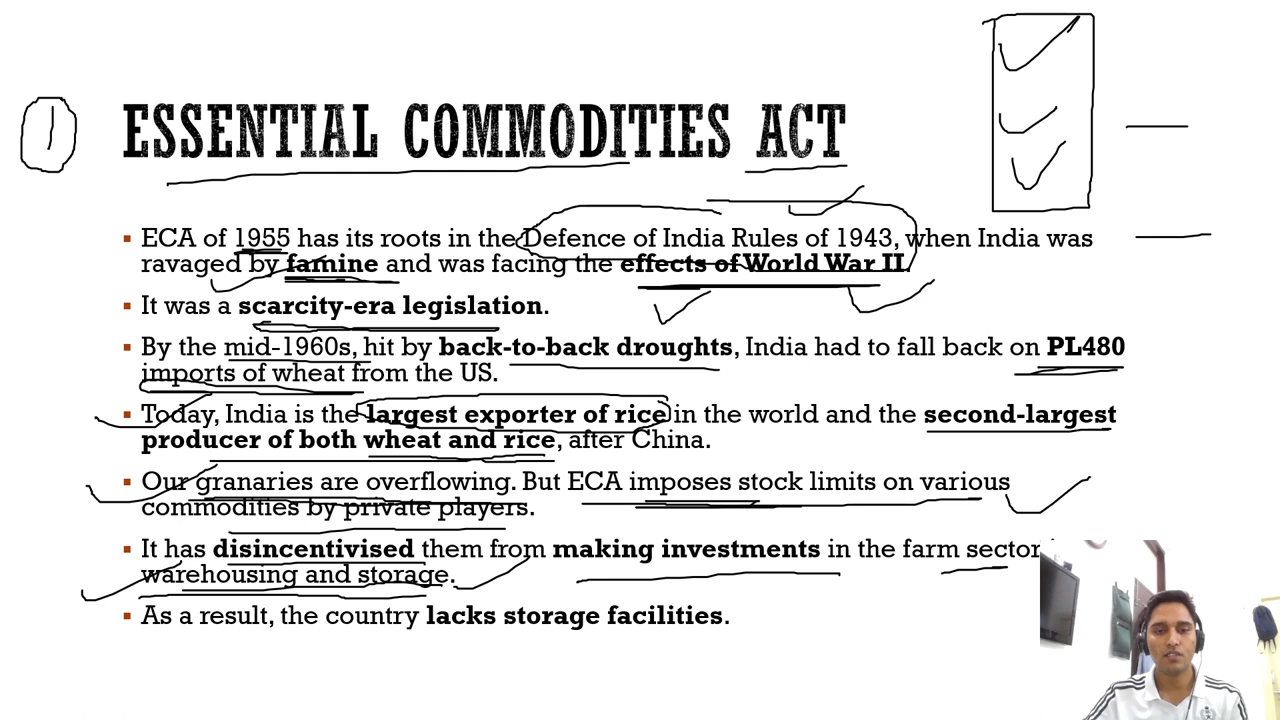 1
ESSENTIAL COMMODITIES ACT
▪ ECA of 1955 has its roots in the Defence of India Rules of 1943, when India was
ravaged by famine and was facing the effects of World War II.
▪ It was a scarcity-era legislation.
▪ By the mid-1960s, hit by back-to-back droughts, India had to fall back on PL480
imports of wheat from the US.
▪ Today, India is the largest exporter of rice in the world and the second-largest
producer of both wheat and rice, after China.
▪ Our granaries are overflowing. But ECA imposes stock limits on various
commodities by private players.
▪ It has disincentivised them from making investments in the farm sector
warehousing and storage.
▪ As a result, the country lacks storage facilities.